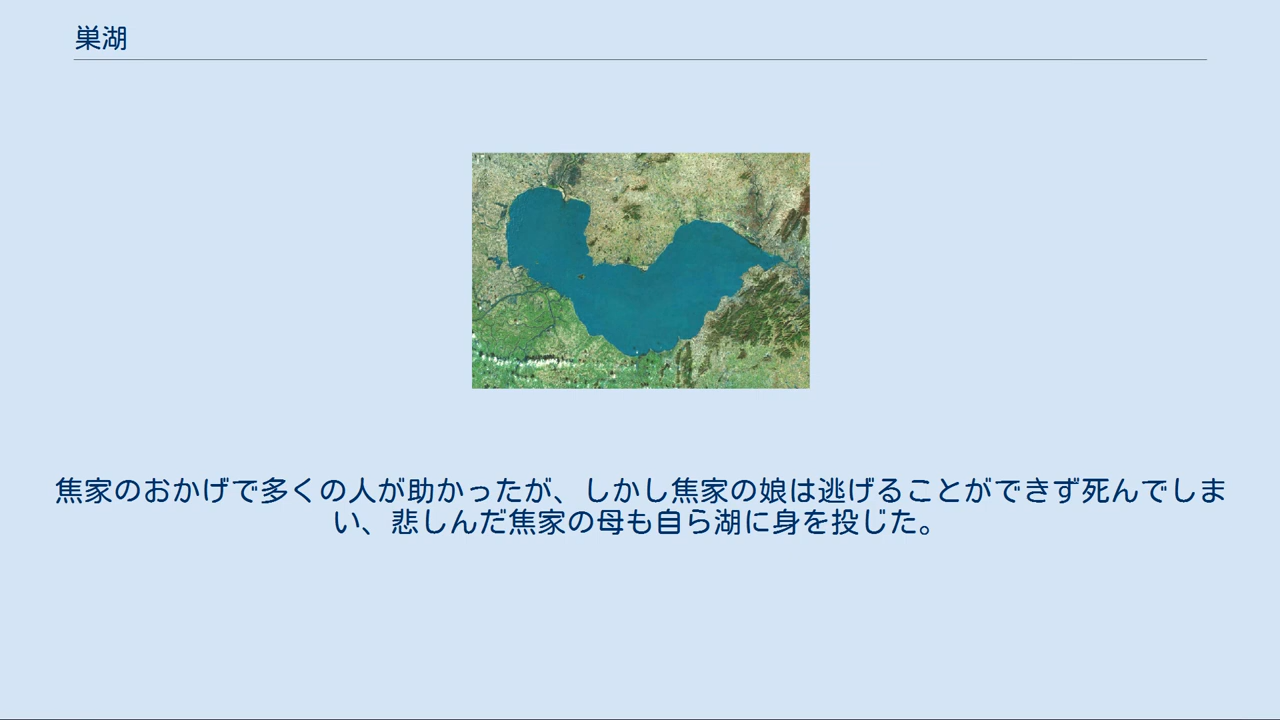 巣湖
焦家のおかげで多くの人が助かったが、しかし焦家の娘は逃げることができず死んでしま
い、悲しんだ焦家の母も自ら湖に身を投じた。